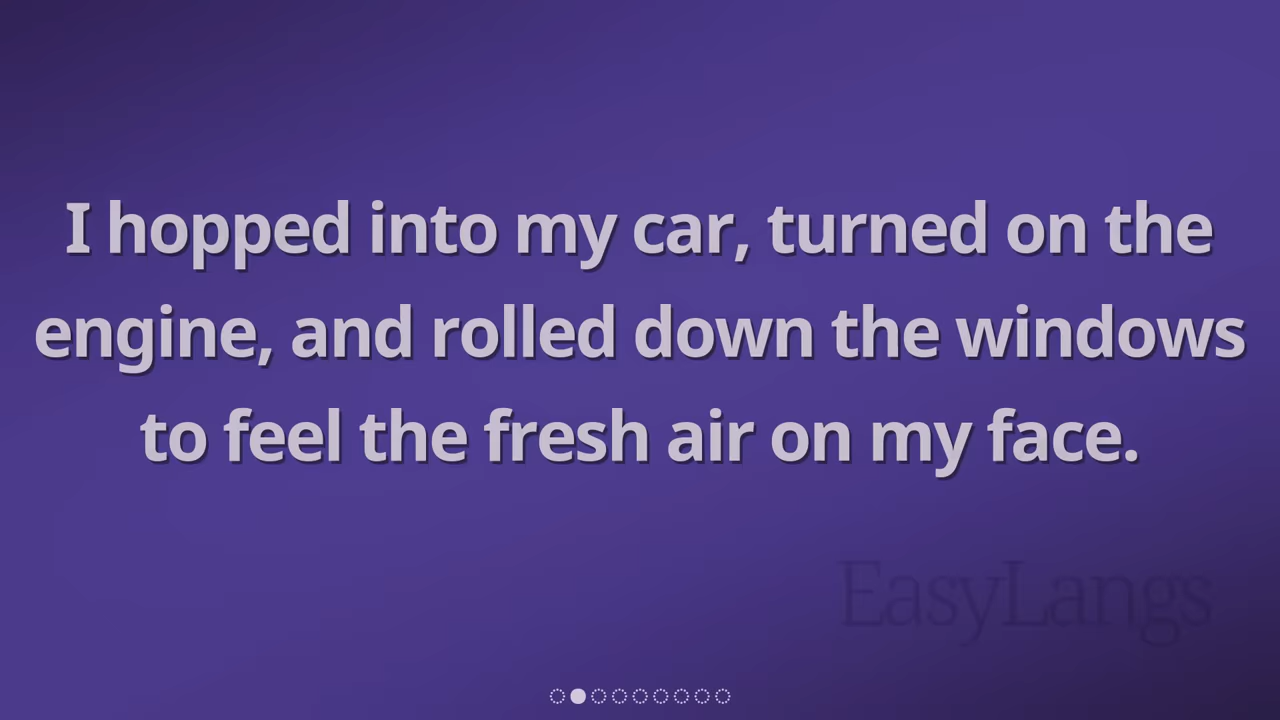 I hopped into my car, turned on the
engine, and rolled down the windows
to feel the fresh air on my face.
EasyLangs